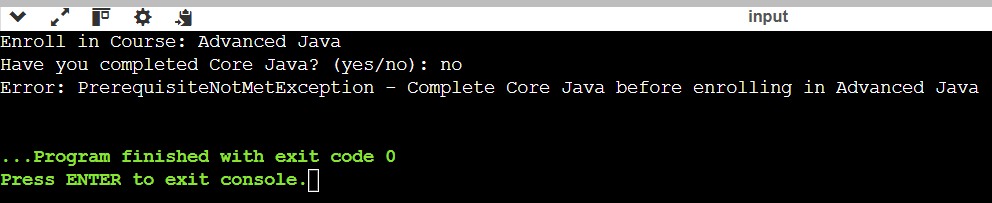 input
Enroll in Course: Advanced Java
Have you completed Core Java? (yes/no): no
Error: PrerequisiteNotMetException - Complete Core Java before enrolling in Advanced Java
...Program finished with exit code 0
Press ENTER to exit console.